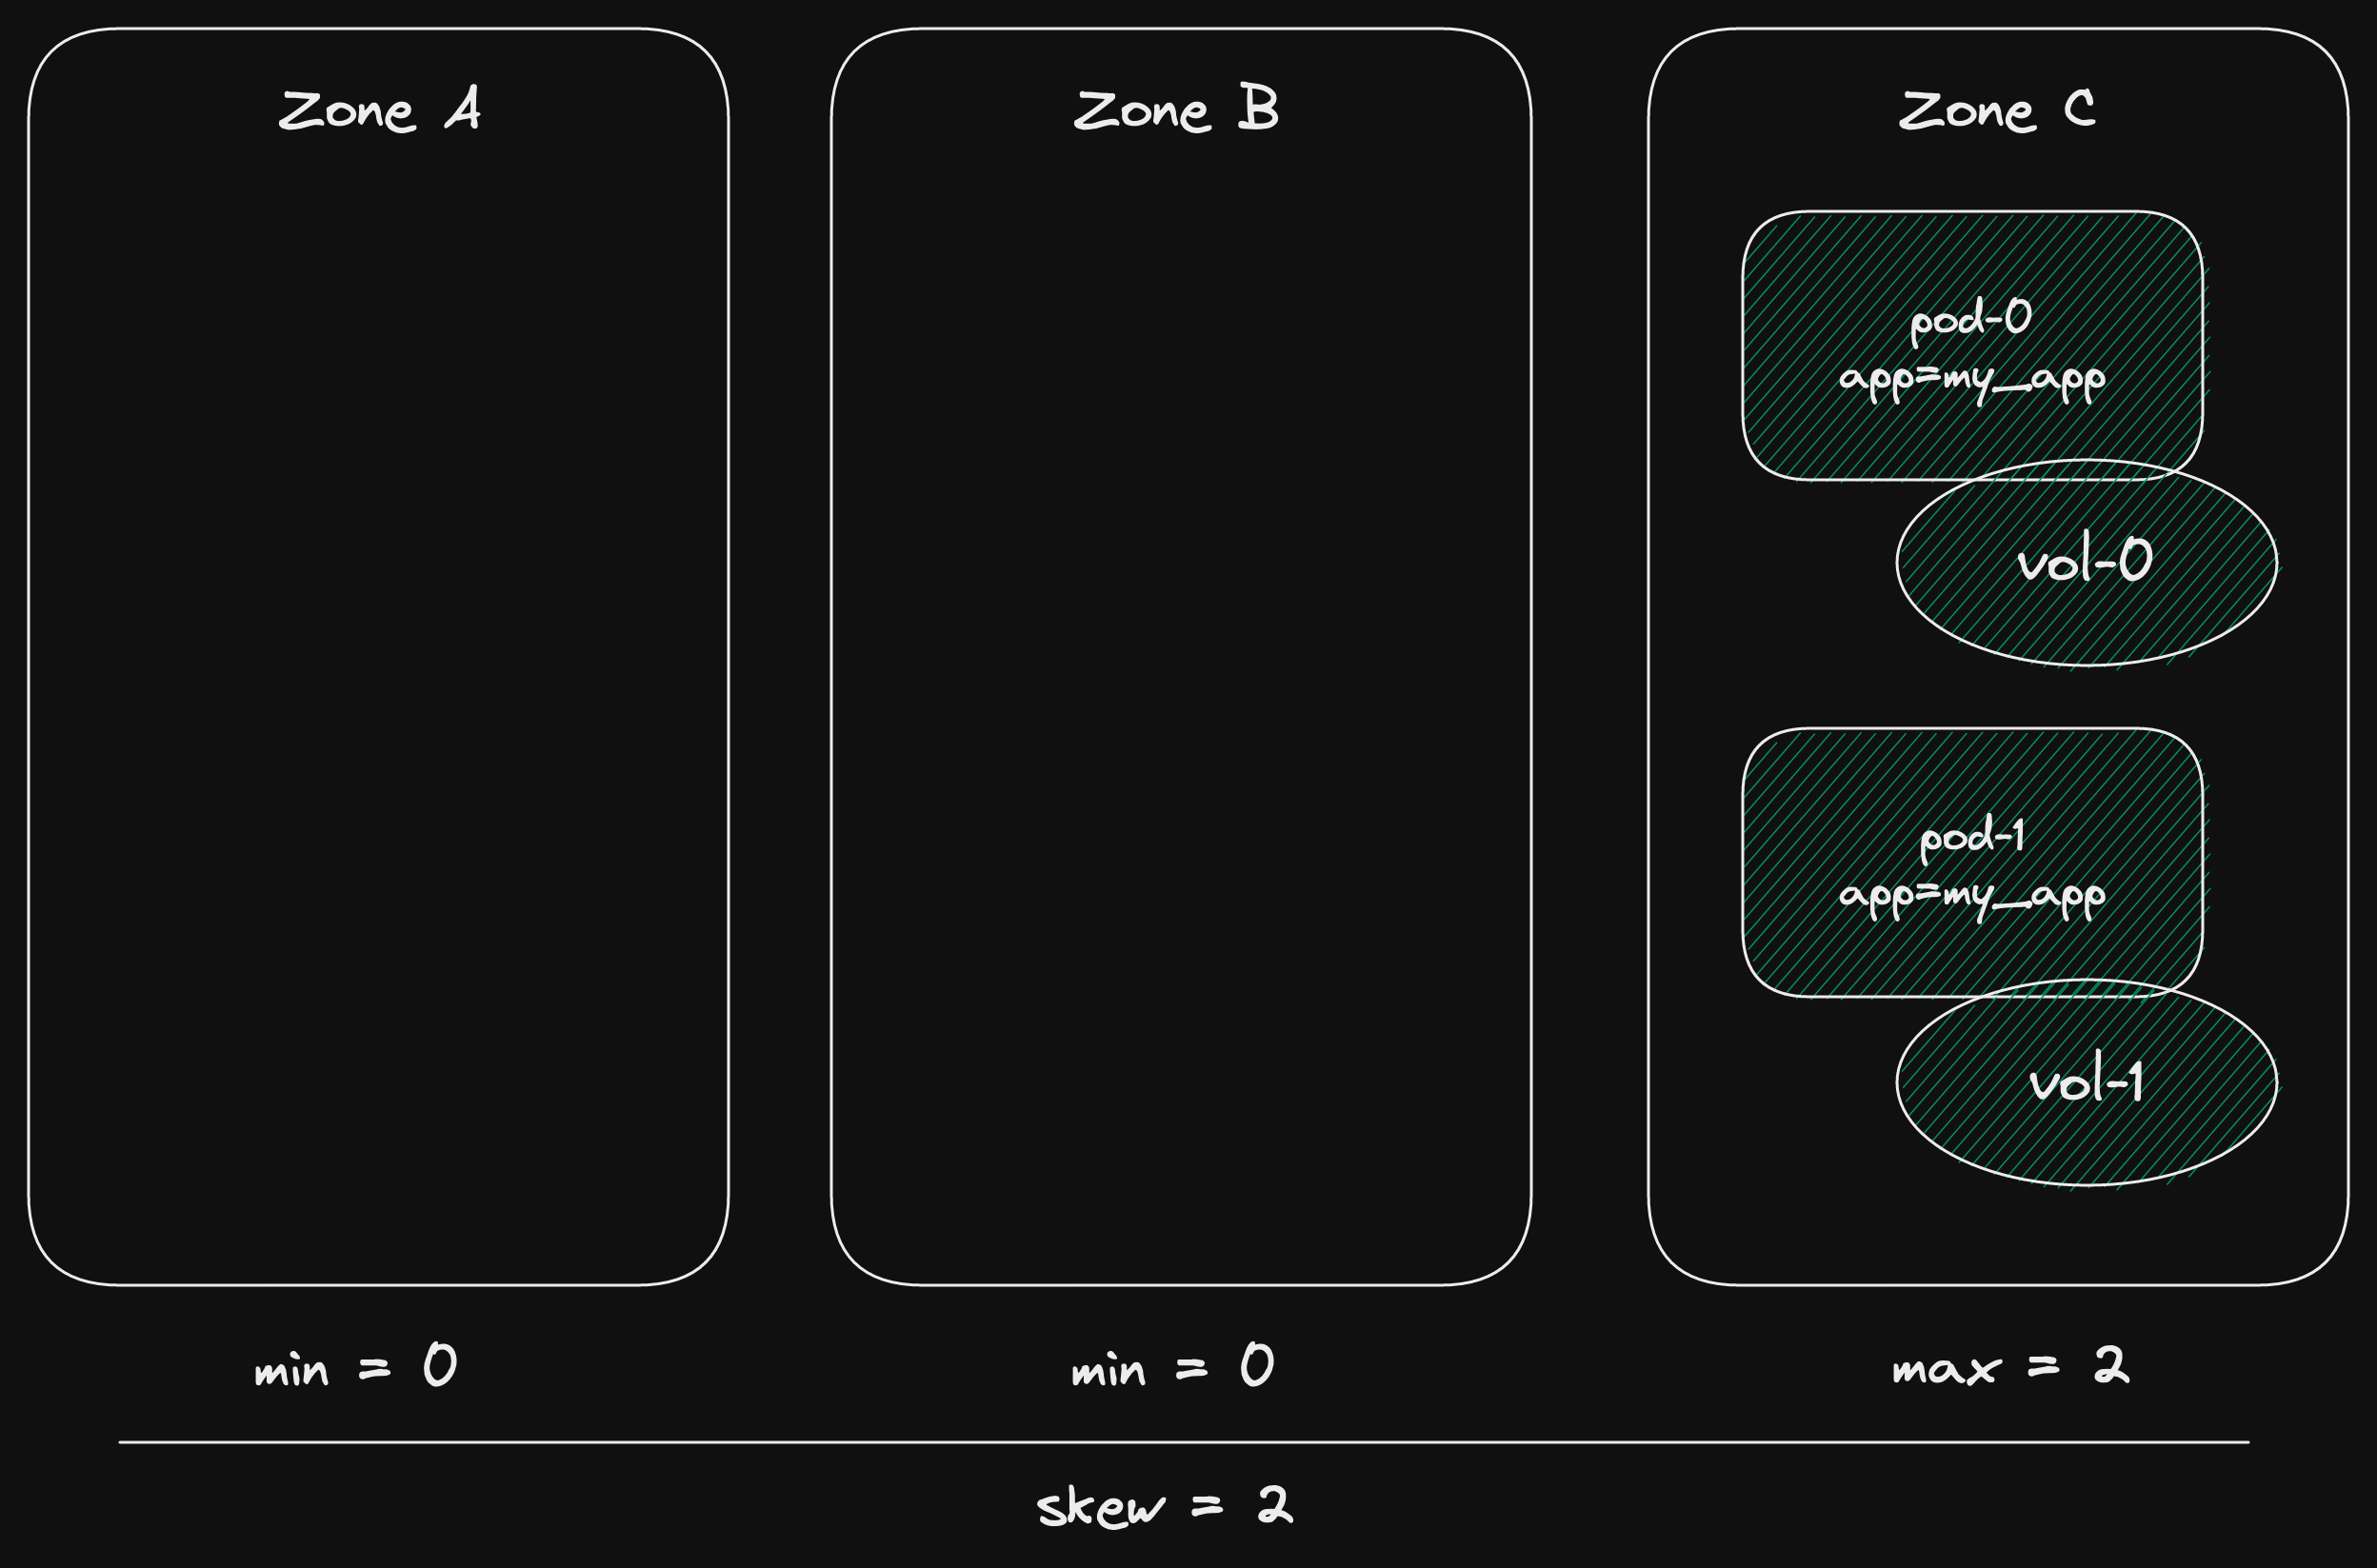 Zone A
Zone B
Zone C
pod-0
app=my_app
vol-0
pod-1
app=my_app
vol-1
min = 0
min = 0
max = 2
skew = 2